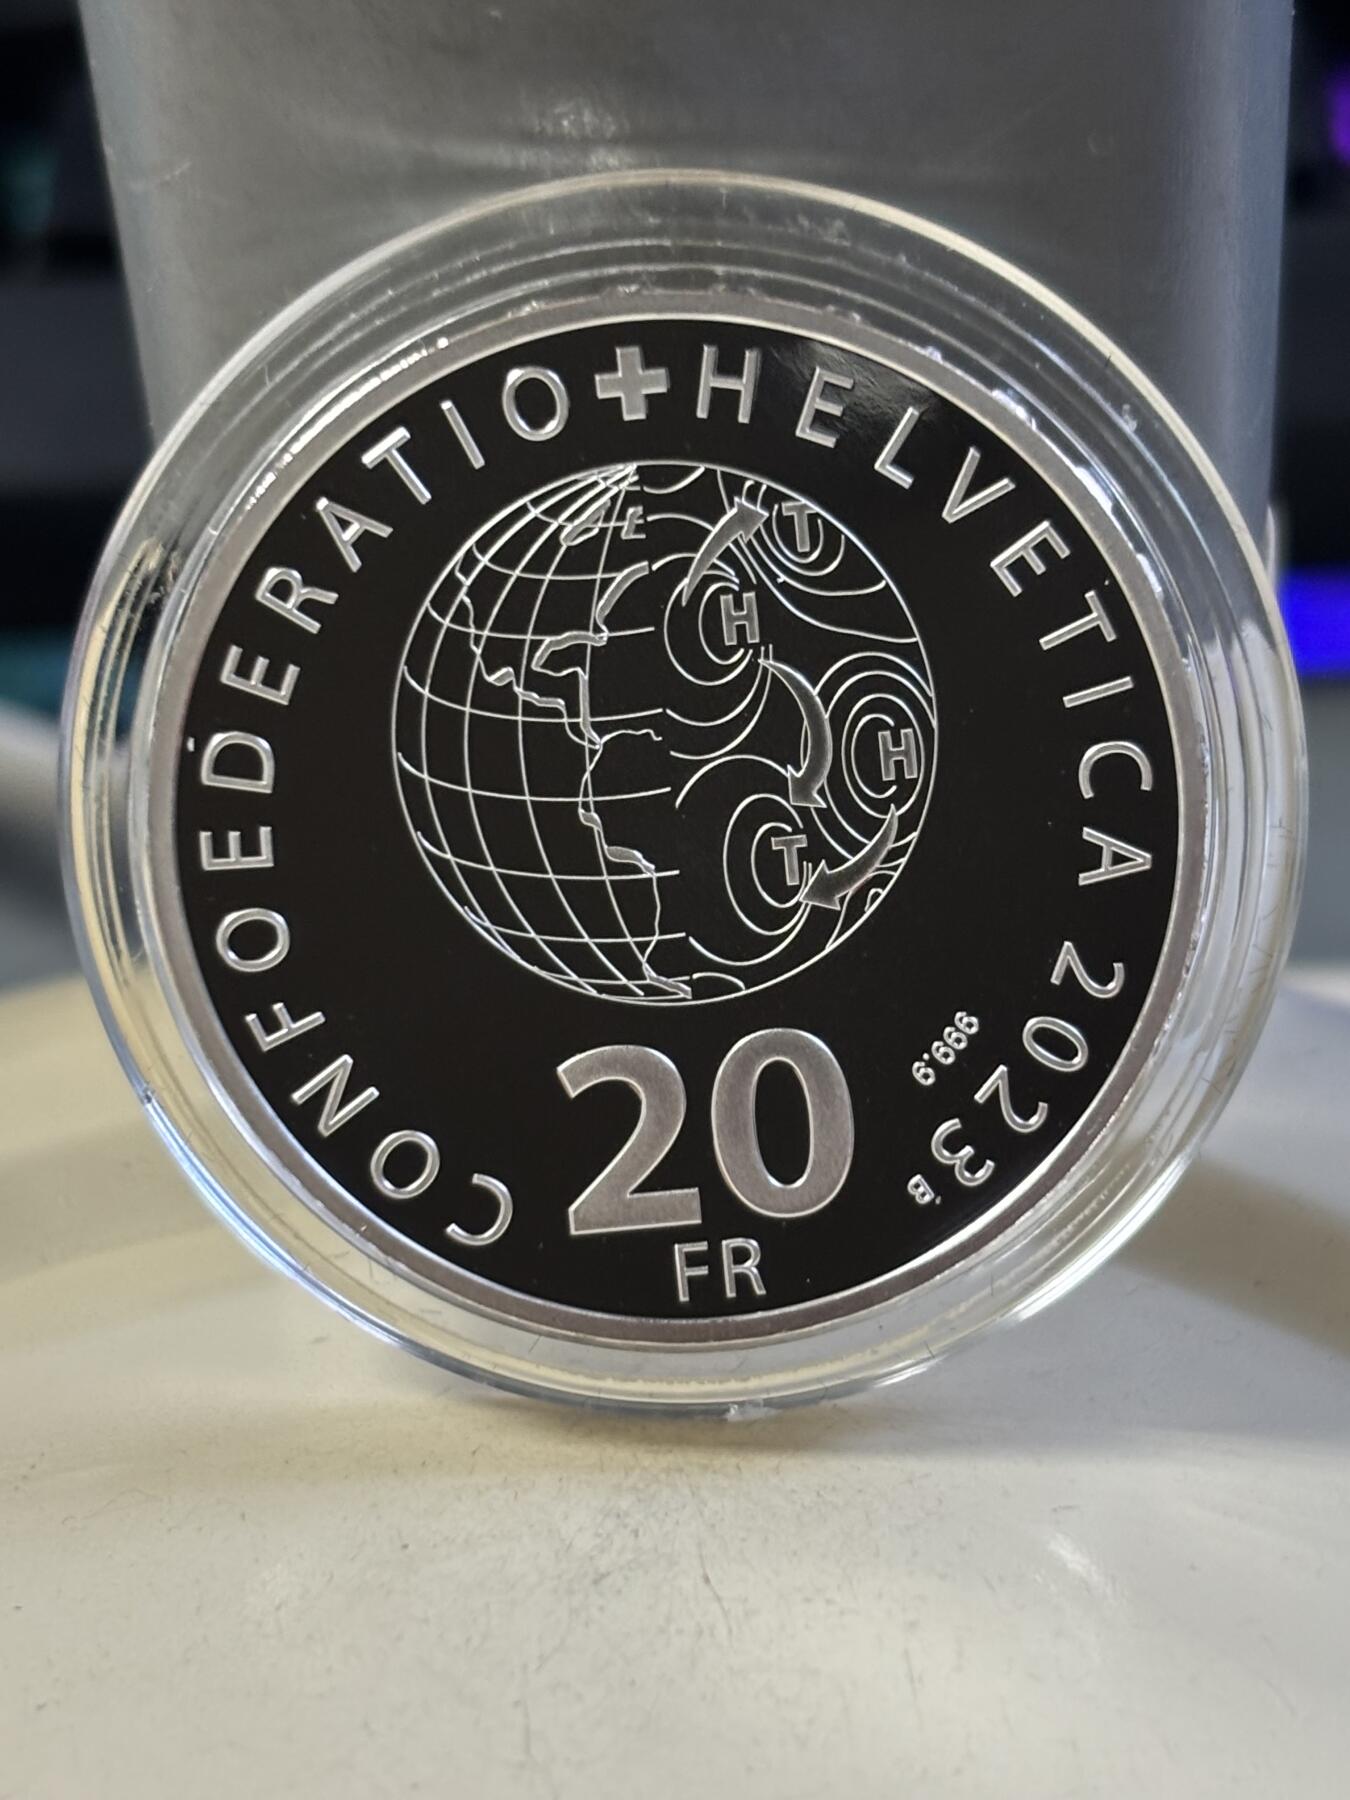 CONFOEDERATIO HELVETICA 2023 B
999.9
T
H
H
T
20
FR